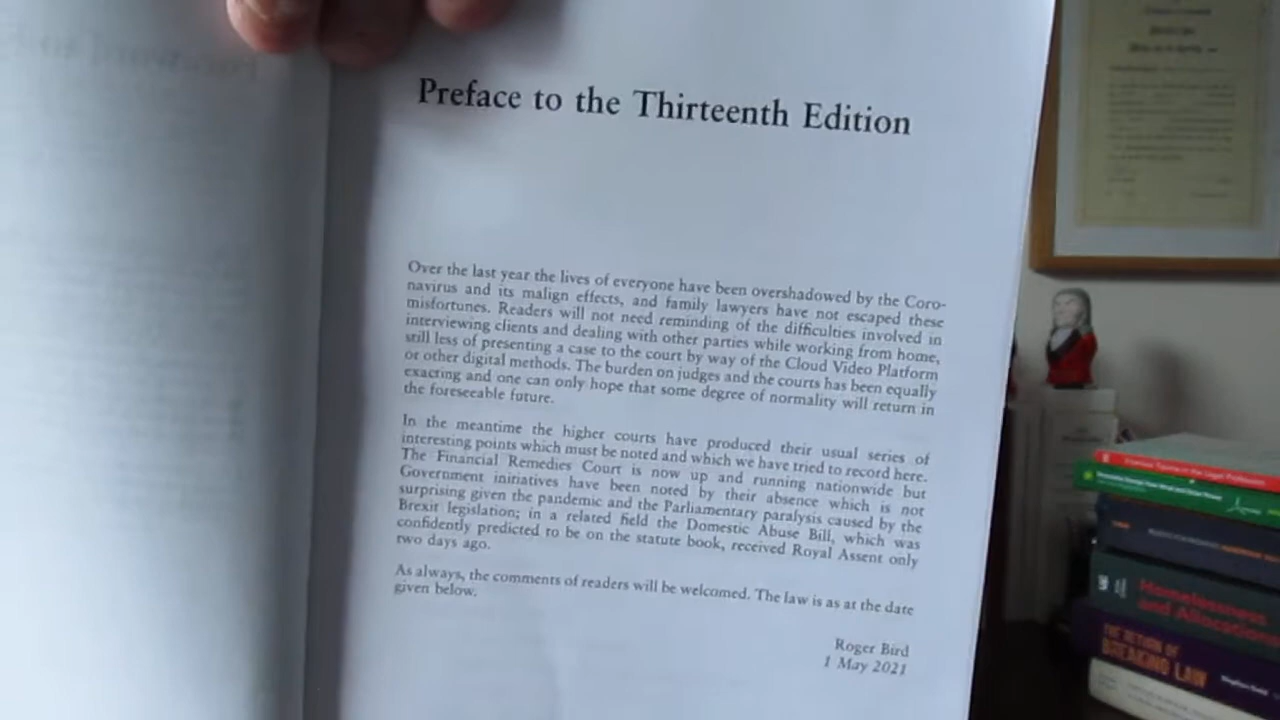 Preface to the Thirteenth Edition
Over the last year the lives of everyone have been overshadowed by the Coro-
navirus and its malign effects, and family lawyers have not escaped these
misfortunes. Readers will not need reminding of the difficulties involved in
interviewing clients and dealing with other parties while working from home,
still less of presenting a case to the court by way of the Cloud Video Platform
or other digital methods. The burden on judges and the courts has been equally
exacting and one can only hope that some degree of normality will return in
the foreseeable future.
In the meantime the higher courts have produced their usual series of
interesting points which must be noted and which we have tried to record here.
The Financial Remedies Court is now up and running nationwide but
Government initiatives have been noted by their absence which is not
surprising given the pandemic and the Parliamentary paralysis caused by the
Brexit legislation; in a related field the Domestic Abuse Bill, which was
confidently predicted to be on the statute book, received Royal Assent only
two days ago.
As always, the comments of readers will be welcomed. The law is as at the date
given below.
Roger Bird
1 May 2021
Homelessness
and Allocations
BREAKING LAW